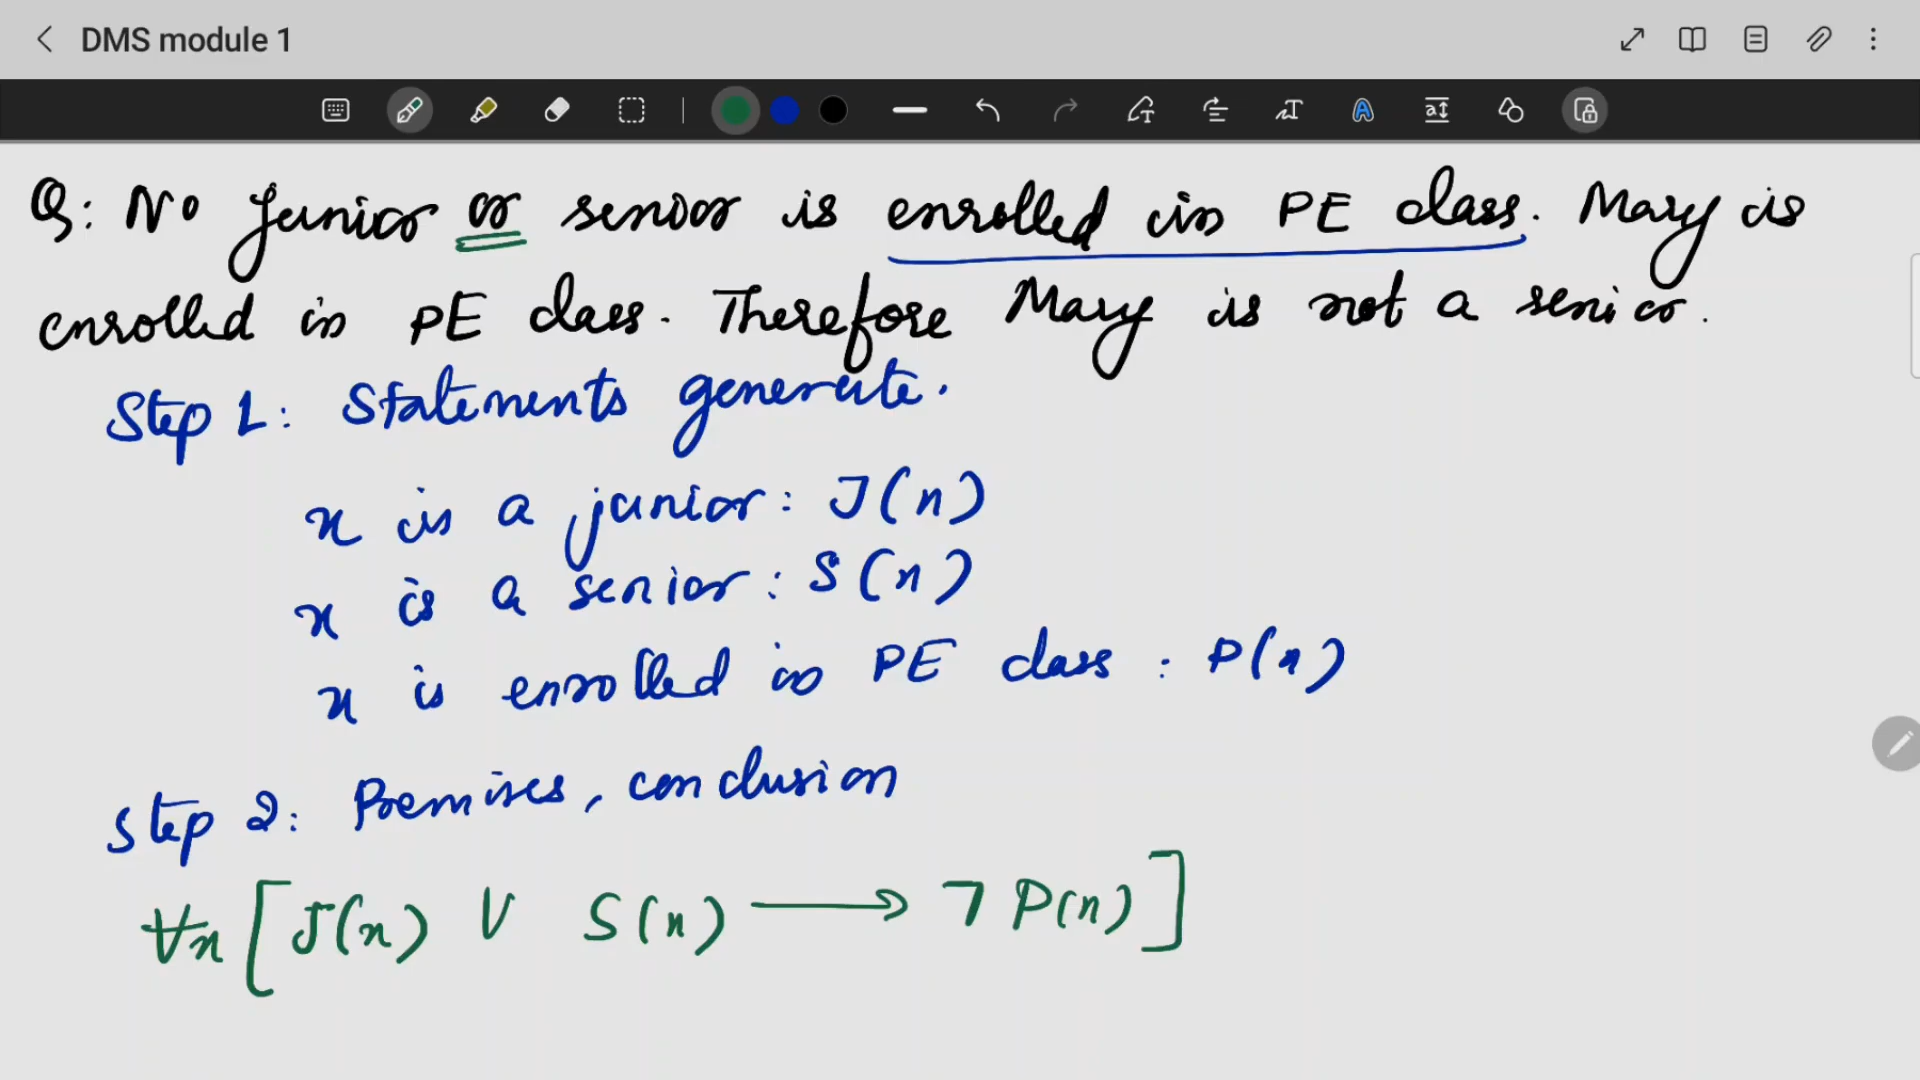 DMS module 1
Q: No junior or senior is enrolled in PE class. Mary is
enrolled in PE class. Therefore Mary is not a senior.
Step 1: Statements generate.
x is a junior: J(x)
x is a senior: S(x)
x is enrolled in PE class: P(x)
Step 2: Premises, conclusion
∀x [J(x) ∨ S(x) ⟶ ¬P(x)]